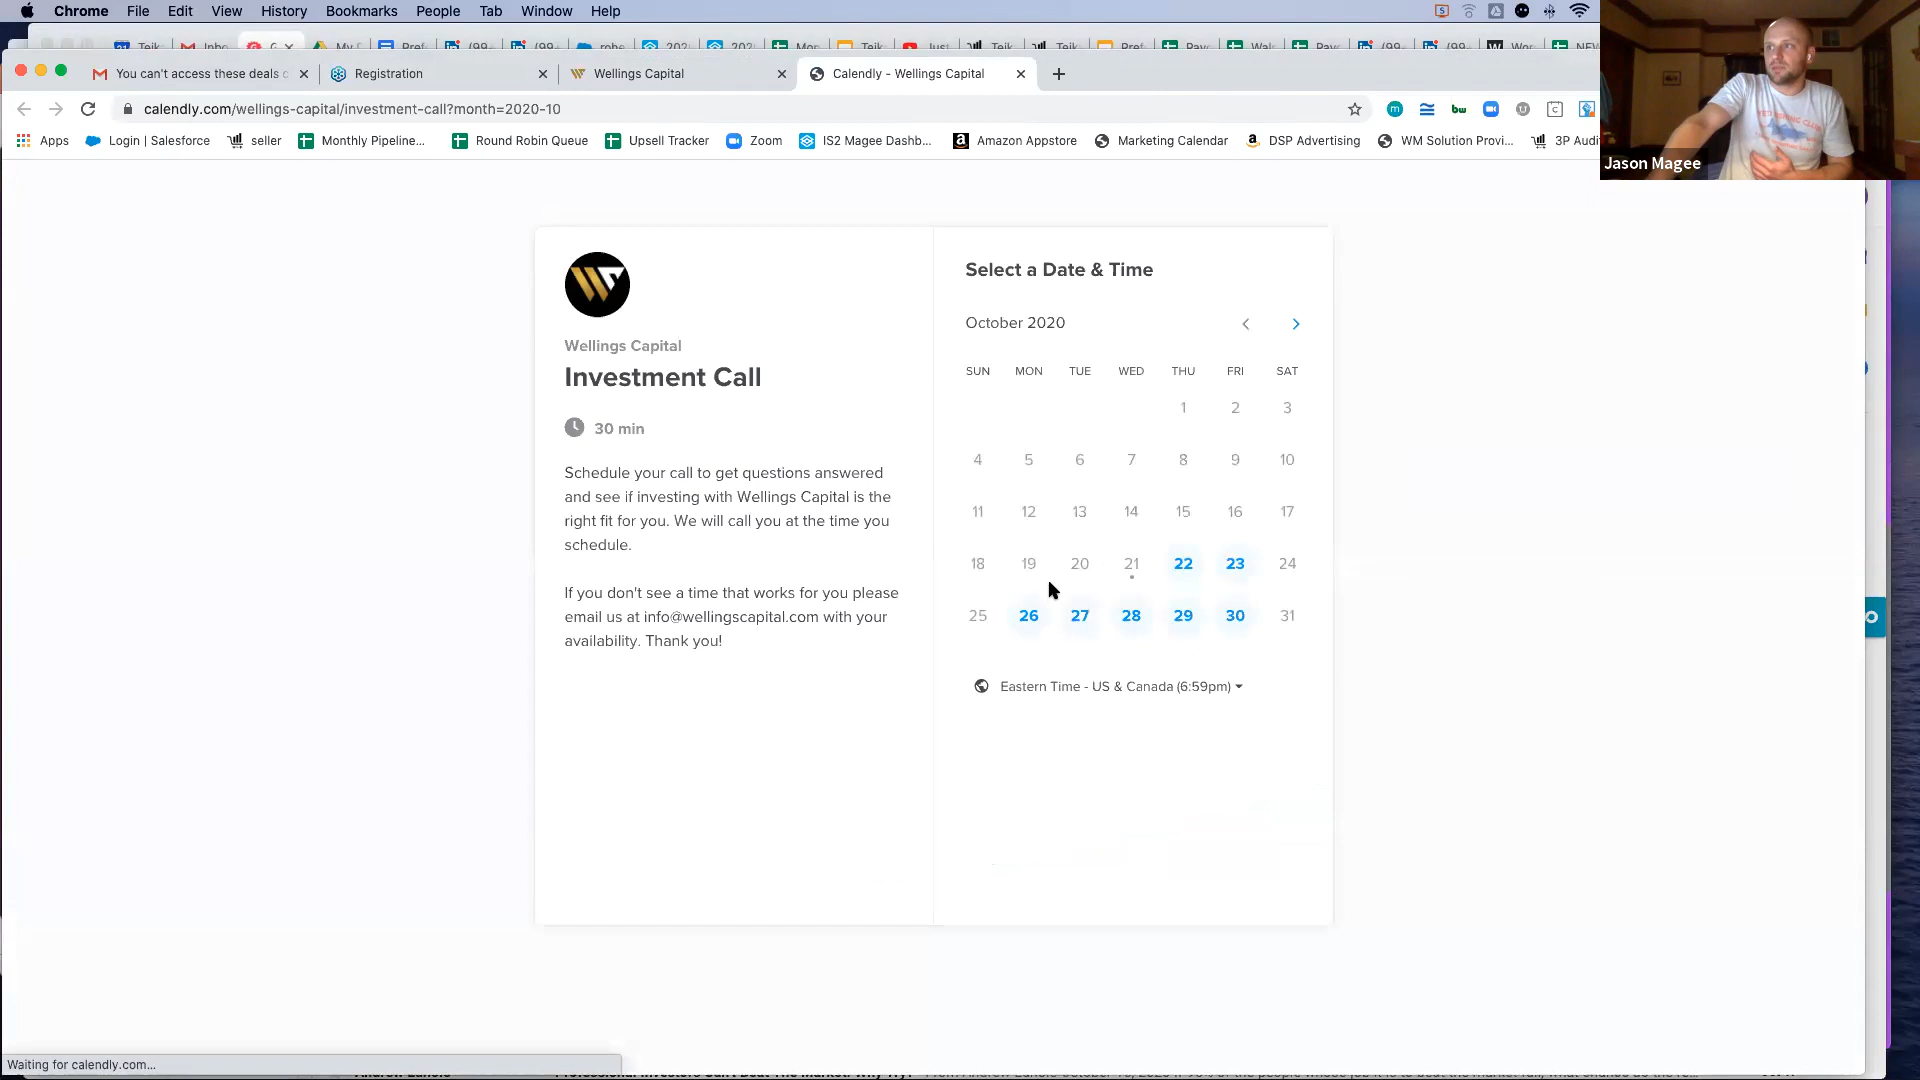 Chrome File Edit View History Bookmarks People Tab Window Help
You can't access these deals Registration Wellings Capital Calendly - Wellings Capital
calendly.com/wellings-capital/investment-call?month=2020-10
Apps Login | Salesforce seller Monthly Pipeline... Round Robin Queue Upsell Tracker Zoom IS2 Magee Dashb... Amazon Appstore Marketing Calendar DSP Advertising WM Solution Provi... 3P Audi
Jason Magee
Wellings Capital
Investment Call
30 min
Schedule your call to get questions answered
and see if investing with Wellings Capital is the
right fit for you. We will call you at the time you
schedule.
If you don't see a time that works for you please
email us at info@wellingscapital.com with your
availability. Thank you!
Select a Date & Time
October 2020
SUN MON TUE WED THU FRI SAT
1 2 3
4 5 6 7 8 9 10
11 12 13 14 15 16 17
18 19 20 21 22 23 24
25 26 27 28 29 30 31
Eastern Time - US & Canada (6:59pm)
Waiting for calendly.com...